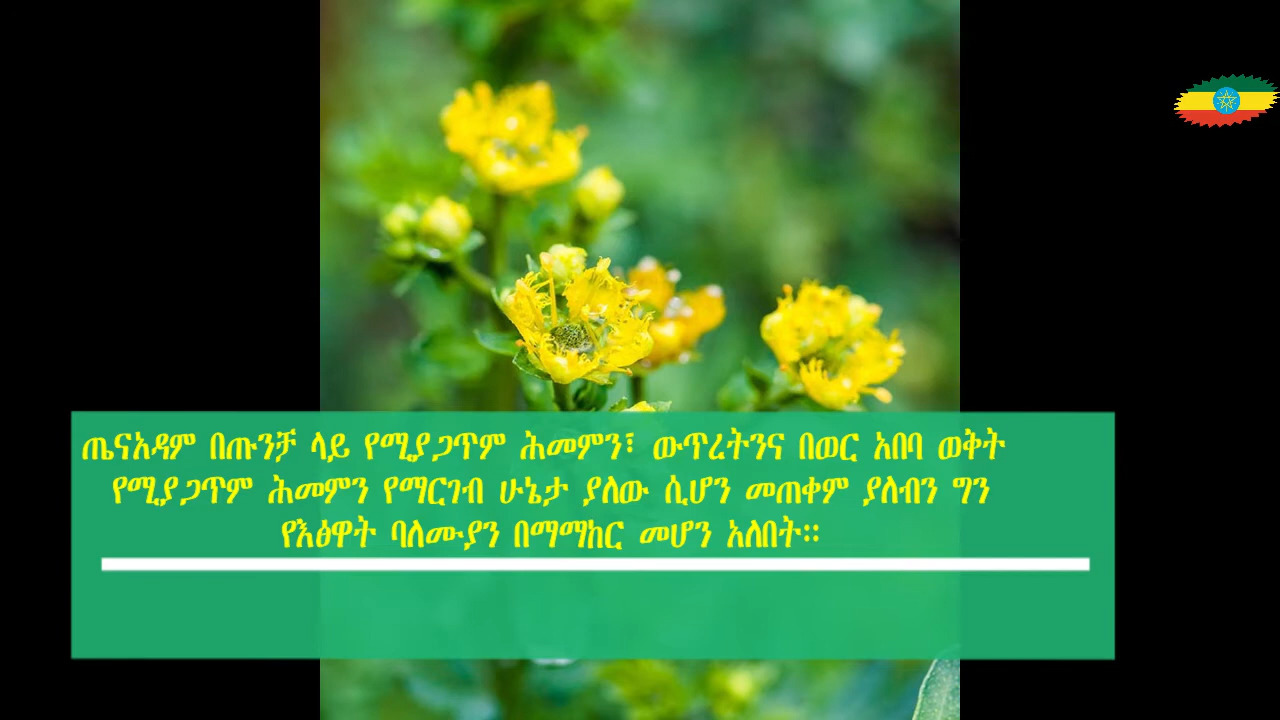 ጤናአዳም በጡንቻ ላይ የሚያጋጥም ሕመምን፣ ውጥረትንና በወር አበባ ወቅት
የሚያጋጥም ሕመምን የማርገብ ሁኔታ ያለው ሲሆን መጠቀም ያለብን ግን
የእፅዋት ባለሙያን በማማከር መሆን አለበት።